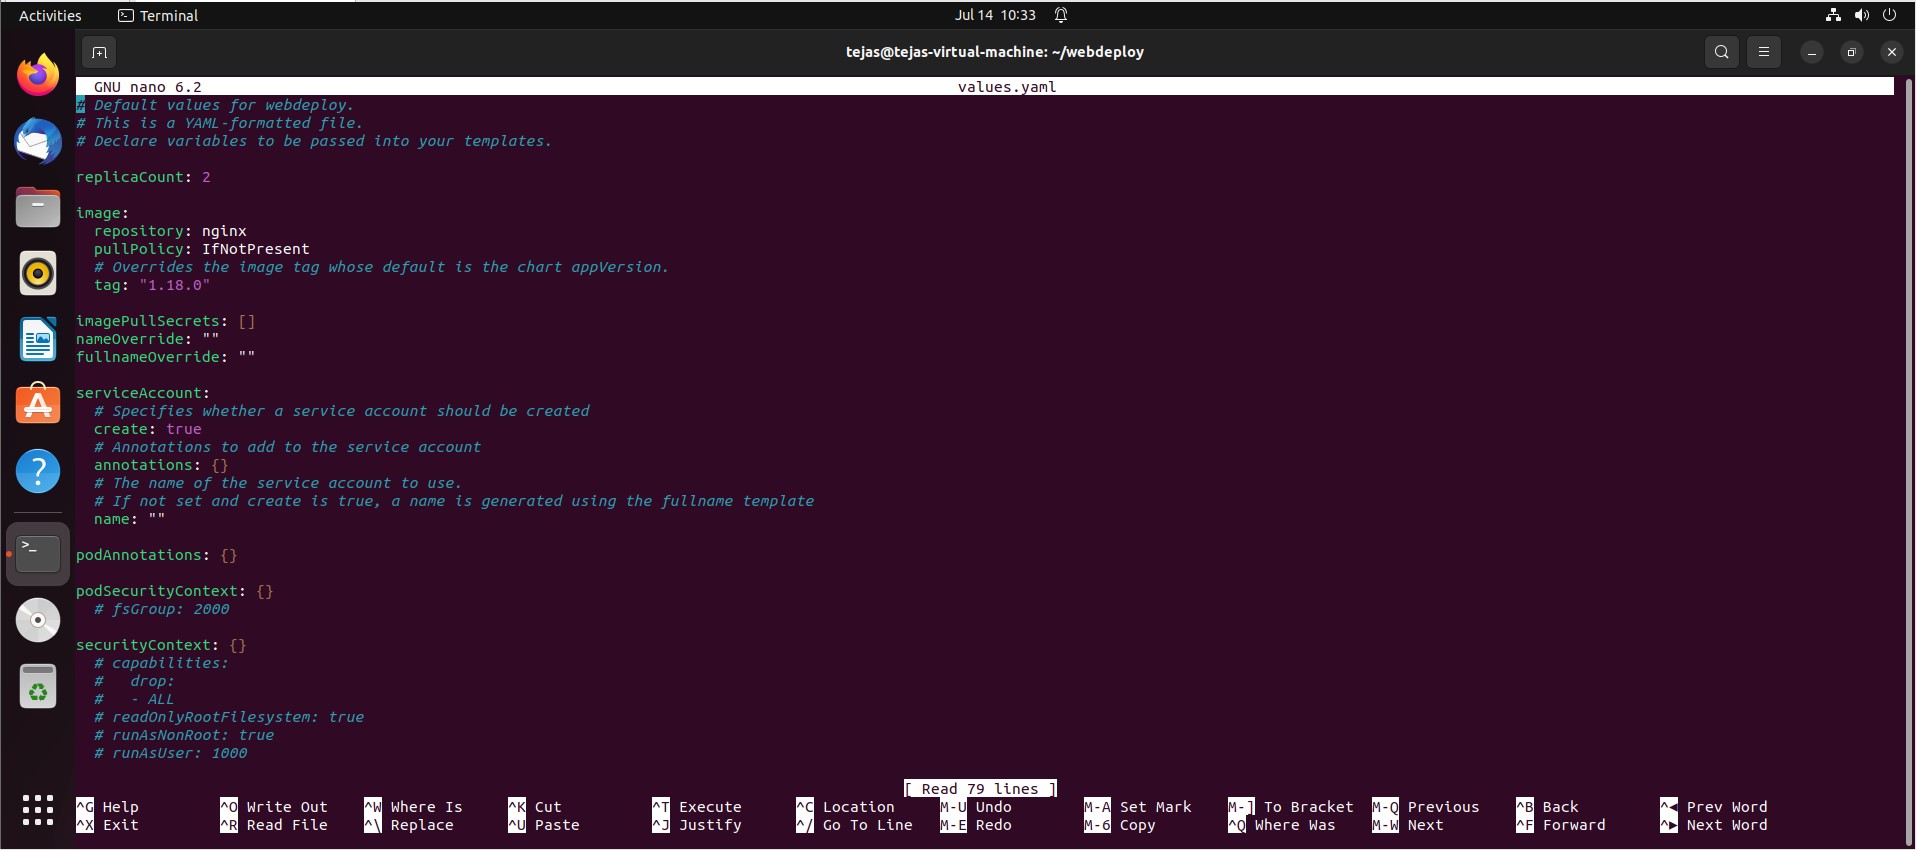 Activities
Terminal
Jul 14 10:33
tejas@tejas-virtual-machine: ~/webdeploy
GNU nano 6.2 values.yaml
# Default values for webdeploy.
# This is a YAML-formatted file.
# Declare variables to be passed into your templates.
replicaCount: 2
image:
  repository: nginx
  pullPolicy: IfNotPresent
  # Overrides the image tag whose default is the chart appVersion.
  tag: "1.18.0"
imagePullSecrets: []
nameOverride: ""
fullnameOverride: ""
serviceAccount:
  # Specifies whether a service account should be created
  create: true
  # Annotations to add to the service account
  annotations: {}
  # The name of the service account to use.
  # If not set and create is true, a name is generated using the fullname template
  name: ""
podAnnotations: {}
podSecurityContext: {}
  # fsGroup: 2000
securityContext: {}
  # capabilities:
  #   drop:
  #   - ALL
  # readOnlyRootFilesystem: true
  # runAsNonRoot: true
  # runAsUser: 1000
[ Read 79 lines ]
^G Help ^O Write Out ^W Where Is ^K Cut ^T Execute ^C Location M-U Undo M-A Set Mark M-] To Bracket M-Q Previous ^B Back ^◀ Prev Word
^X Exit ^R Read File ^\ Replace ^U Paste ^J Justify ^/ Go To Line M-E Redo M-6 Copy ^Q Where Was M-W Next ^F Forward ^▶ Next Word